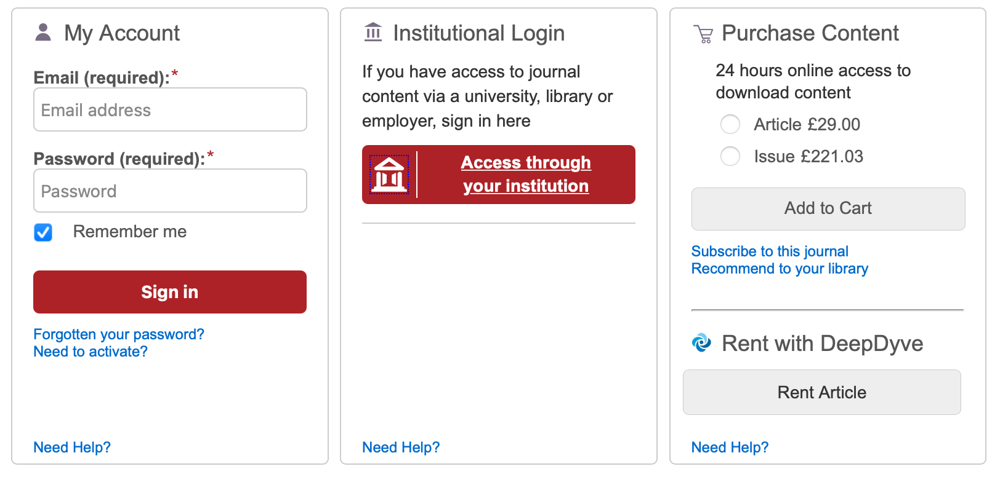 My Account
Email (required):*
Email address
Password (required):*
Password
Remember me
Sign in
Forgotten your password?
Need to activate?
Need Help?
Institutional Login
If you have access to journal
content via a university, library or
employer, sign in here
Access through
your institution
Need Help?
Purchase Content
24 hours online access to
download content
Article £29.00
Issue £221.03
Add to Cart
Subscribe to this journal
Recommend to your library
Rent with DeepDyve
Rent Article
Need Help?